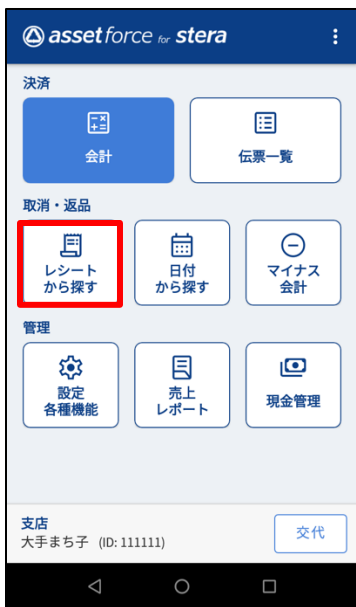 assetforce for stera
決済
会計
伝票一覧
取消・返品
レシート
から探す
日付
から探す
マイナス
会計
管理
設定
各種機能
売上
レポート
現金管理
支店
大手まち子 (ID: 111111)
交代